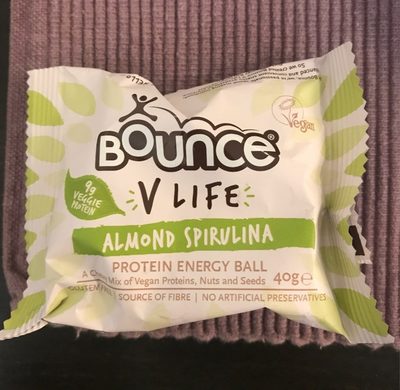 Vegan
BOUNCE®
V LIFE
9g
VEGGIE
PROTEIN
ALMOND SPIRULINA
PROTEIN ENERGY BALL
Mix of Vegan Proteins, Nuts and Seeds
40g e
SOURCE OF FIBRE | NO ARTIFICIAL PRESERVATIVES